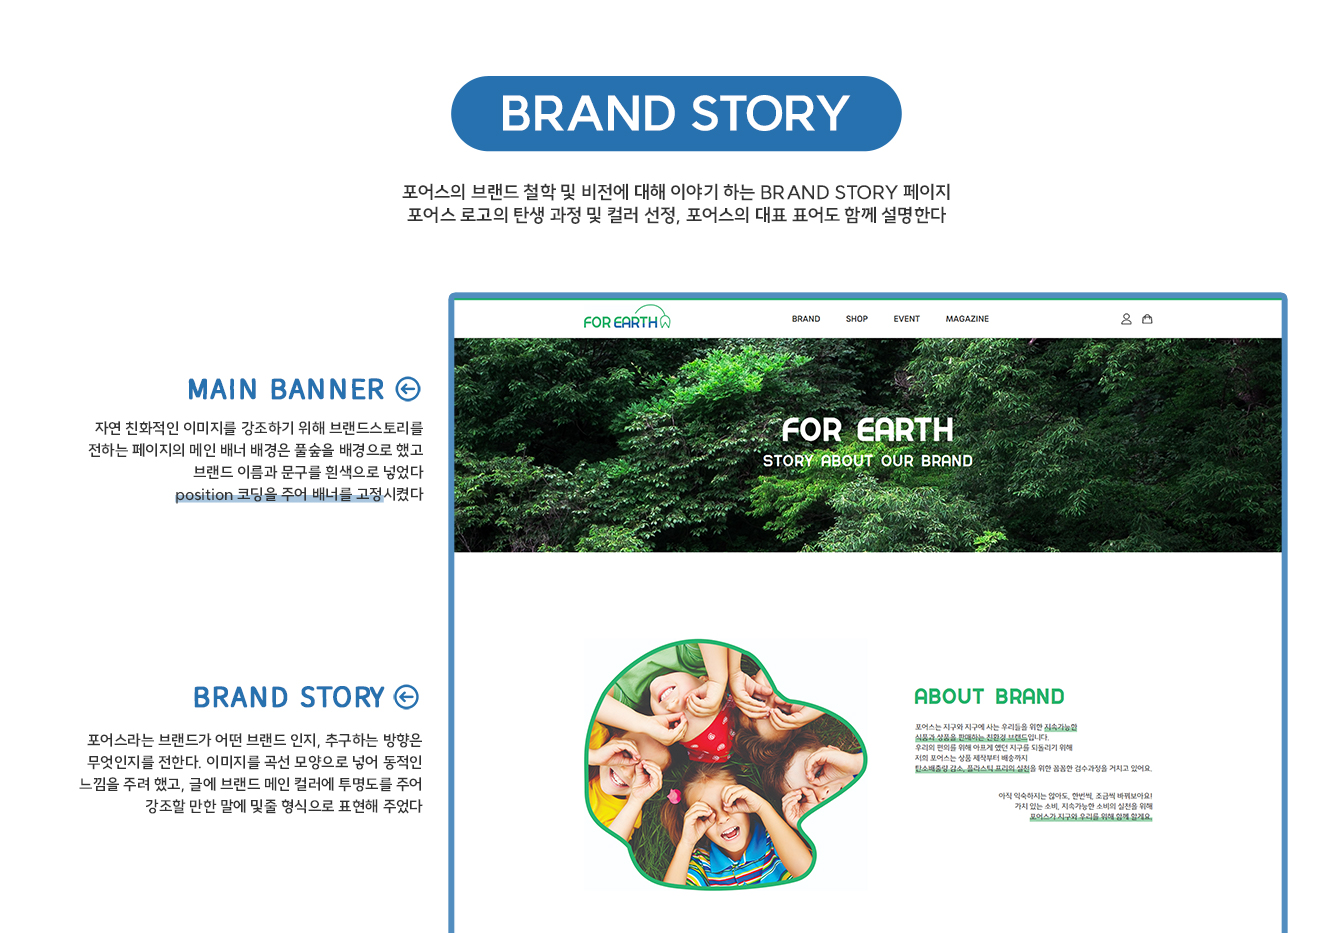 BRAND STORY
포어스의 브랜드 철학 및 비전에 대해 이야기 하는 BRAND STORY 페이지
포어스 로고의 탄생 과정 및 컬러 선정, 포어스의 대표 표어도 함께 설명한다
FOR EARTH
BRAND SHOP EVENT MAGAZINE
MAIN BANNER
자연 친화적인 이미지를 강조하기 위해 브랜드스토리를
전하는 페이지의 메인 배너 배경은 풀숲을 배경으로 했고
브랜드 이름과 문구를 흰색으로 넣었다
position 코딩을 주어 배너를 고정시켰다
FOR EARTH
STORY ABOUT OUR BRAND
BRAND STORY
포어스라는 브랜드가 어떤 브랜드 인지, 추구하는 방향은
무엇인지를 전한다. 이미지를 곡선 모양으로 넣어 동적인
느낌을 주려 했고, 글에 브랜드 메인 컬러에 투명도를 주어
강조할 만한 말에 밑줄 형식으로 표현해 주었다
ABOUT BRAND
포어스는 지구와 지구에 사는 우리들을 위한 지속가능한
식품과 상품을 판매하는 친환경 브랜드입니다.
우리의 편의를 위해 아프게 했던 지구를 되돌리기 위해
저희 포어스는 상품 제작부터 배송까지
탄소배출량 감소, 플라스틱 프리의 실천을 위한 꼼꼼한 검수과정을 거치고 있어요.
아직 익숙하지는 않아도, 한번씩, 조금씩 바꿔보아요!
가치 있는 소비, 지속가능한 소비의 실천을 위해
포어스가 지구와 우리를 위해 함께 할게요.